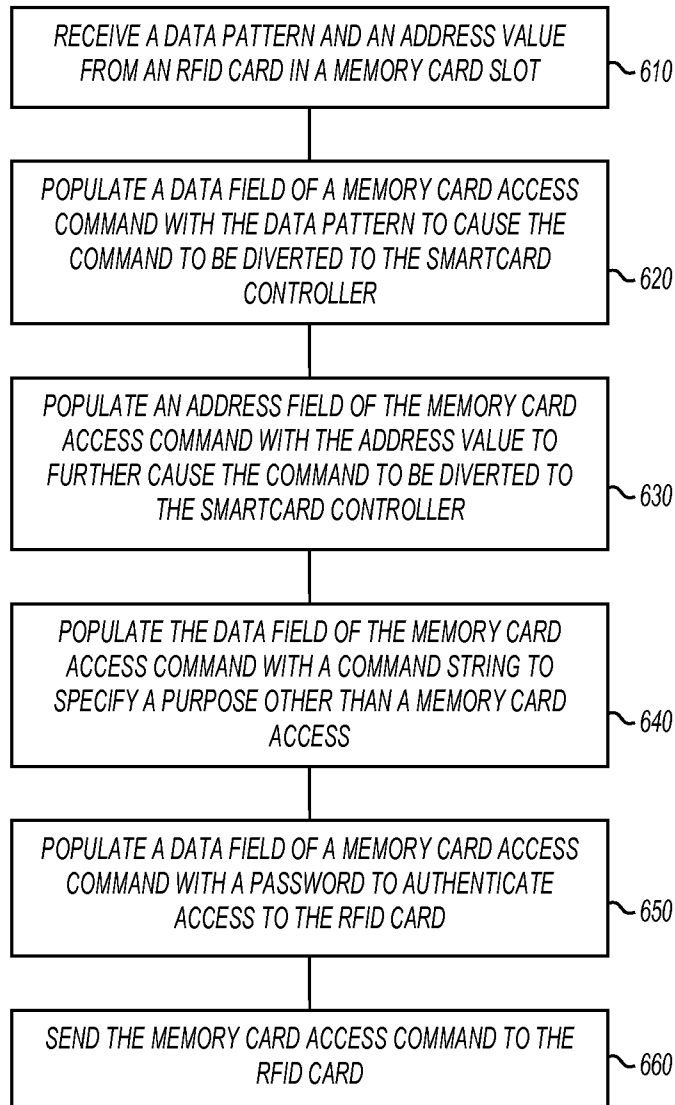 RECEIVE A DATA PATTERN AND AN ADDRESS VALUE
FROM AN RFID CARD IN A MEMORY CARD SLOT
610
POPULATE A DATA FIELD OF A MEMORY CARD ACCESS
COMMAND WITH THE DATA PATTERN TO CAUSE THE
COMMAND TO BE DIVERTED TO THE SMARTCARD
CONTROLLER
620
POPULATE AN ADDRESS FIELD OF THE MEMORY CARD
ACCESS COMMAND WITH THE ADDRESS VALUE TO
FURTHER CAUSE THE COMMAND TO BE DIVERTED TO
THE SMARTCARD CONTROLLER
630
POPULATE THE DATA FIELD OF THE MEMORY CARD
ACCESS COMMAND WITH A COMMAND STRING TO
SPECIFY A PURPOSE OTHER THAN A MEMORY CARD
ACCESS
640
POPULATE A DATA FIELD OF A MEMORY CARD ACCESS
COMMAND WITH A PASSWORD TO AUTHENTICATE
ACCESS TO THE RFID CARD
650
SEND THE MEMORY CARD ACCESS COMMAND TO THE
RFID CARD
660